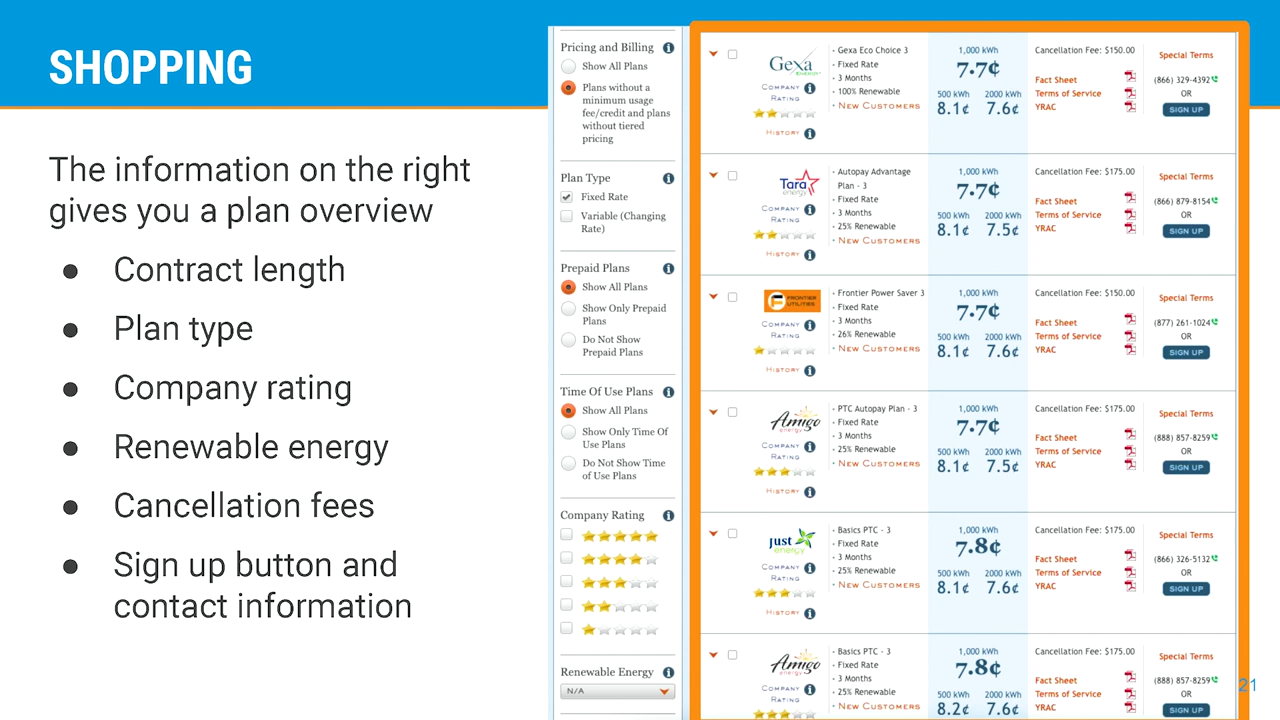 SHOPPING
The information on the right
gives you a plan overview
● Contract length
● Plan type
● Company rating
● Renewable energy
● Cancellation fees
● Sign up button and
contact information
Pricing and Billing
Show All Plans
Plans without a
minimum usage
fee/credit and plans
without tiered
pricing
Plan Type
Fixed Rate
Variable (Changing
Rate)
Prepaid Plans
Show All Plans
Show Only Prepaid
Plans
Do Not Show
Prepaid Plans
Time Of Use Plans
Show All Plans
Show Only Time Of
Use Plans
Do Not Show Time
of Use Plans
Company Rating
Renewable Energy
N/A
Gexa
ENERGY
COMPANY
RATING
HISTORY
- Gexa Eco Choice 3
- Fixed Rate
- 3 Months
- 100% Renewable
- NEW CUSTOMERS
1,000 kWh
7.7¢
500 kWh 2000 kWh
8.1¢ 7.6¢
Cancellation Fee: $150.00
Fact Sheet
Terms of Service
YRAC
Special Terms
(866) 329-4392
OR
SIGN UP
Tara
energy
COMPANY
RATING
HISTORY
- Autopay Advantage
Plan - 3
- Fixed Rate
- 3 Months
- 25% Renewable
- NEW CUSTOMERS
1,000 kWh
7.7¢
500 kWh 2000 kWh
8.1¢ 7.5¢
Cancellation Fee: $175.00
Fact Sheet
Terms of Service
YRAC
Special Terms
(866) 879-8154
OR
SIGN UP
FRONTIER
UTILITIES
COMPANY
RATING
HISTORY
- Frontier Power Saver 3
- Fixed Rate
- 3 Months
- 26% Renewable
- NEW CUSTOMERS
1,000 kWh
7.7¢
500 kWh 2000 kWh
8.1¢ 7.6¢
Cancellation Fee: $150.00
Fact Sheet
Terms of Service
YRAC
Special Terms
(877) 261-1024
OR
SIGN UP
Amigo
energy
COMPANY
RATING
HISTORY
- PTC Autopay Plan - 3
- Fixed Rate
- 3 Months
- 25% Renewable
- NEW CUSTOMERS
1,000 kWh
7.7¢
500 kWh 2000 kWh
8.1¢ 7.5¢
Cancellation Fee: $175.00
Fact Sheet
Terms of Service
YRAC
Special Terms
(888) 857-8259
OR
SIGN UP
just
energy
COMPANY
RATING
HISTORY
- Basics PTC - 3
- Fixed Rate
- 3 Months
- 25% Renewable
- NEW CUSTOMERS
1,000 kWh
7.8¢
500 kWh 2000 kWh
8.1¢ 7.6¢
Cancellation Fee: $175.00
Fact Sheet
Terms of Service
YRAC
Special Terms
(866) 326-5132
OR
SIGN UP
Amigo
energy
COMPANY
RATING
- Basics PTC - 3
- Fixed Rate
- 3 Months
- 25% Renewable
- NEW CUSTOMERS
1,000 kWh
7.8¢
500 kWh 2000 kWh
8.2¢ 7.6¢
Cancellation Fee: $175.00
Fact Sheet
Terms of Service
YRAC
Special Terms
(888) 857-8259
OR
SIGN UP
21